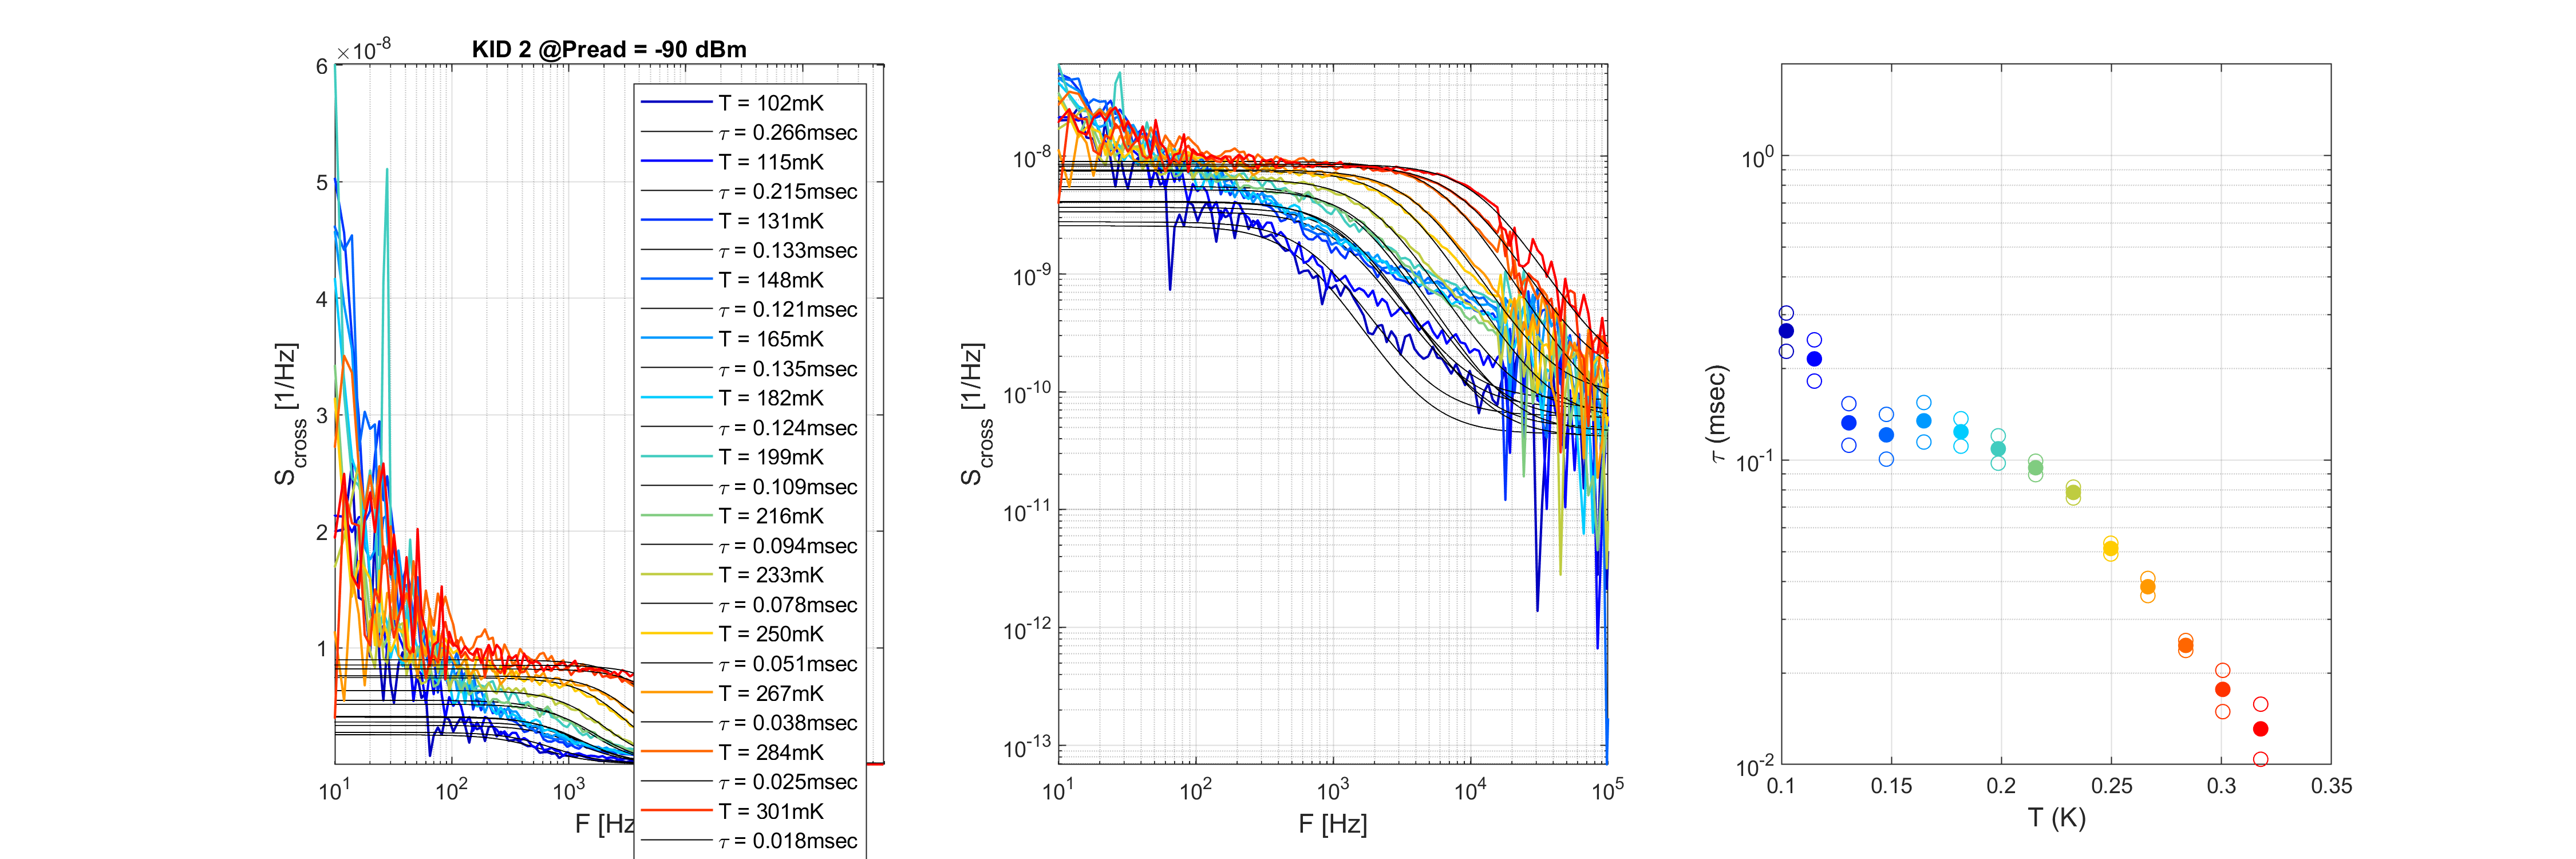 KID 2 @Pread = -90 dBm
×10^-8
6
5
4
3
2
1
S_cross [1/Hz]
10^1
10^2
10^3
F [Hz
T = 102mK
τ = 0.266msec
T = 115mK
τ = 0.215msec
T = 131mK
τ = 0.133msec
T = 148mK
τ = 0.121msec
T = 165mK
τ = 0.135msec
T = 182mK
τ = 0.124msec
T = 199mK
τ = 0.109msec
T = 216mK
τ = 0.094msec
T = 233mK
τ = 0.078msec
T = 250mK
τ = 0.051msec
T = 267mK
τ = 0.038msec
T = 284mK
τ = 0.025msec
T = 301mK
τ = 0.018msec
10^-8
10^-9
10^-10
10^-11
10^-12
10^-13
S_cross [1/Hz]
10^1
10^2
10^3
10^4
10^5
F [Hz]
10^0
10^-1
10^-2
τ (msec)
0.1
0.15
0.2
0.25
0.3
0.35
T (K)